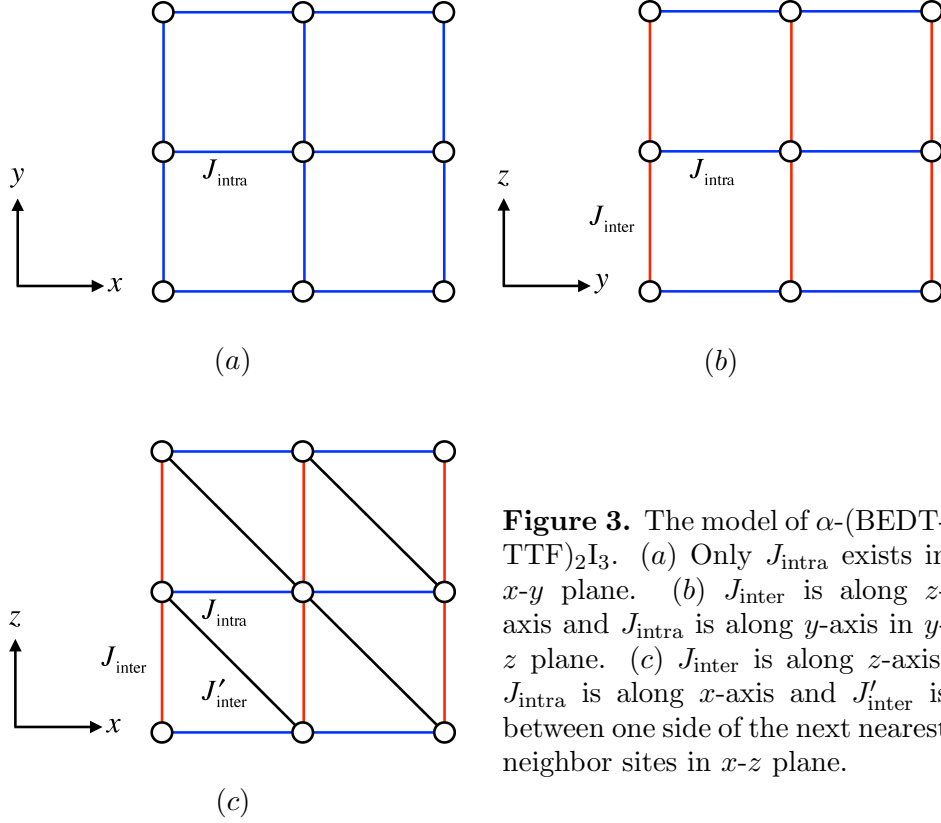 y
x
J_intra
(a)
z
y
J_inter
J_intra
(b)
z
x
J_inter
J_intra
J′_inter
(c)
Figure 3. The model of α-(BEDT-
TTF)₂I₃. (a) Only J_intra exists in
x-y plane. (b) J_inter is along z-
axis and J_intra is along y-axis in y-
z plane. (c) J_inter is along z-axis,
J_intra is along x-axis and J′_inter is
between one side of the next nearest
neighbor sites in x-z plane.